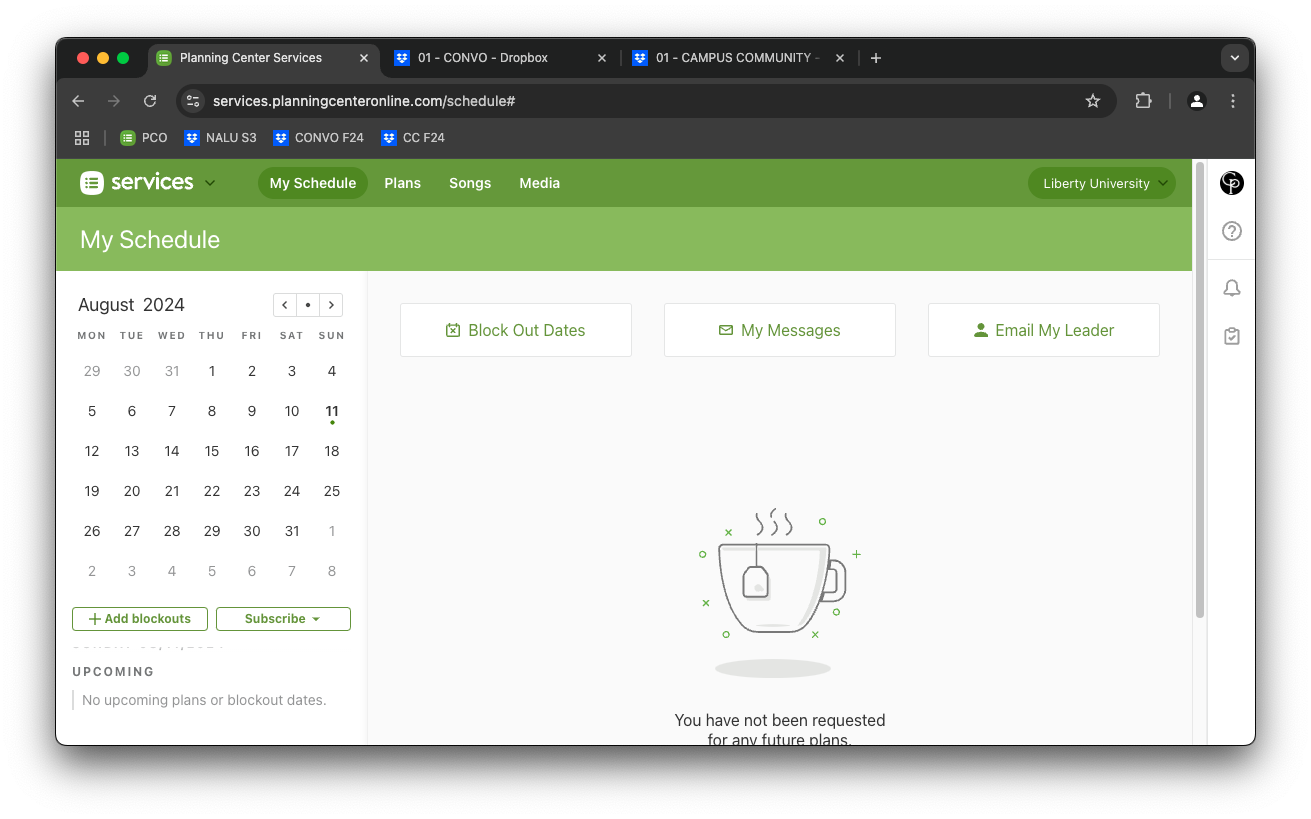 Planning Center Services
01 - CONVO - Dropbox
01 - CAMPUS COMMUNITY -
services.planningcenteronline.com/schedule#
PCO
NALU S3
CONVO F24
CC F24
services
My Schedule
Plans
Songs
Media
Liberty University
My Schedule
August 2024
MON TUE WED THU FRI SAT SUN
29 30 31 1 2 3 4
5 6 7 8 9 10 11
12 13 14 15 16 17 18
19 20 21 22 23 24 25
26 27 28 29 30 31 1
2 3 4 5 6 7 8
Add blockouts
Subscribe
UPCOMING
No upcoming plans or blockout dates.
Block Out Dates
My Messages
Email My Leader
You have not been requested
for any future plans.